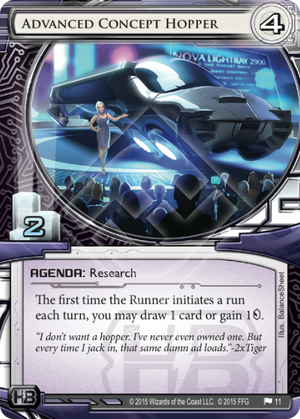 ADVANCED CONCEPT HOPPER
4
NOVA LIGHTRAY 2900
2
AGENDA: Research
The first time the Runner initiates a run
each turn, you may draw 1 card or gain 1.
"I don't want a hopper. I've never even owned one. But
every time I jack in, that same damn ad loads."-2xTiger
Illus. BalanceSheet
HB
HB
© 2015 Wizards of the Coast LLC. © 2015 FFG
11